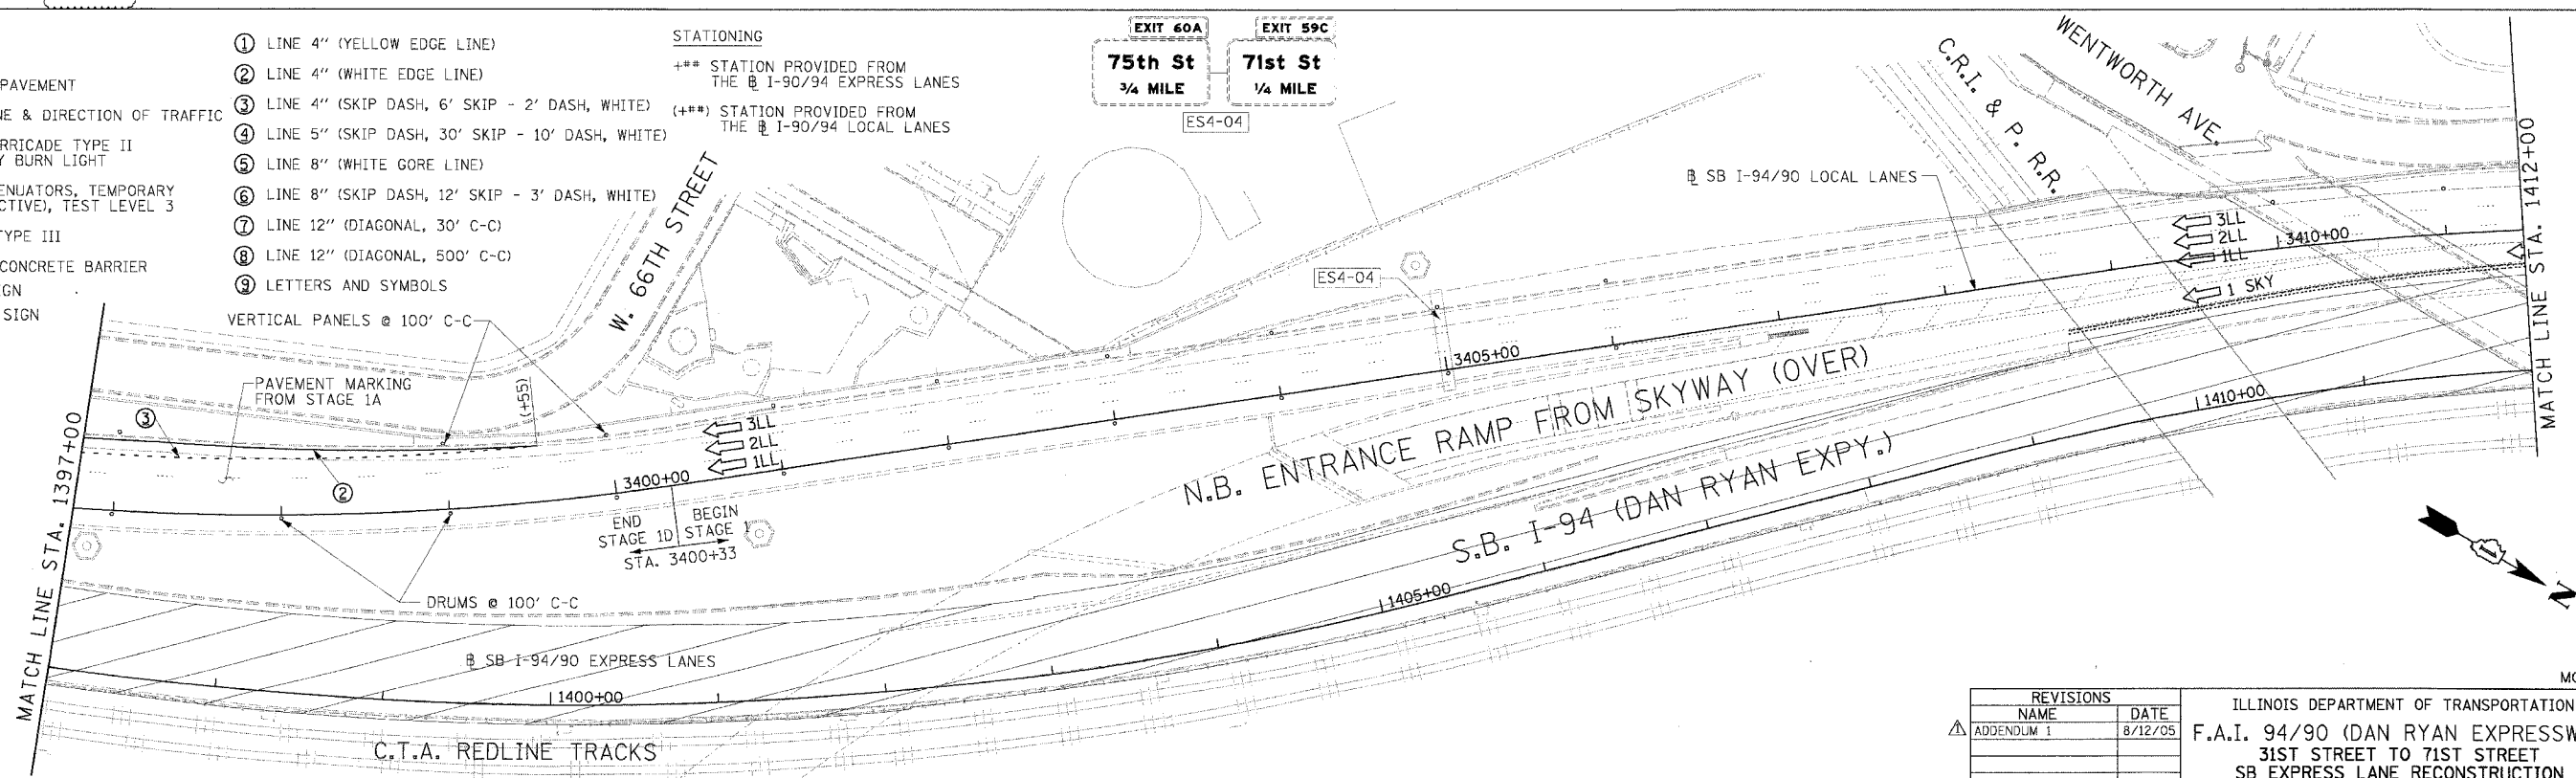 PAVEMENT
& DIRECTION OF TRAFFIC
TYPE II
BURN LIGHT
TEMPORARY
TEST LEVEL 3
TYPE III
CONCRETE BARRIER
SIGN
① LINE 4" (YELLOW EDGE LINE)
② LINE 4" (WHITE EDGE LINE)
③ LINE 4" (SKIP DASH, 6' SKIP - 2' DASH, WHITE)
④ LINE 5" (SKIP DASH, 30' SKIP - 10' DASH, WHITE)
⑤ LINE 8" (WHITE GORE LINE)
⑥ LINE 8" (SKIP DASH, 12' SKIP - 3' DASH, WHITE)
⑦ LINE 12" (DIAGONAL, 30' C-C)
⑧ LINE 12" (DIAGONAL, 500' C-C)
⑨ LETTERS AND SYMBOLS
STATIONING
+** STATION PROVIDED FROM
THE ℄ I-90/94 EXPRESS LANES
(+**) STATION PROVIDED FROM
THE ℄ I-90/94 LOCAL LANES
EXIT 60A
75th St
3/4 MILE
EXIT 59C
71st St
1/4 MILE
ES4-04
C.R.I. & P. R.R.
WENTWORTH AVE.
W. 66TH STREET
℄ SB I-94/90 LOCAL LANES
MATCH LINE STA. 1412+00
3LL
2LL
1LL
3410+00
1 SKY
ES4-04
3405+00
VERTICAL PANELS @ 100' C-C
PAVEMENT MARKING
FROM STAGE 1A
(+55)
③
②
3LL
2LL
1LL
3400+00
END
STAGE 1D
BEGIN
STAGE 1
STA. 3400+33
DRUMS @ 100' C-C
MATCH LINE STA. 1397+00
N.B. ENTRANCE RAMP FROM SKYWAY (OVER)
S.B. I-94 (DAN RYAN EXPY.)
1410+00
1405+00
℄ SB I-94/90 EXPRESS LANES
1400+00
C.T.A. REDLINE TRACKS
N
REVISIONS
NAME DATE
1 ADDENDUM 1 8/12/05
ILLINOIS DEPARTMENT OF TRANSPORTATION
F.A.I. 94/90 (DAN RYAN EXPRESSW
31ST STREET TO 71ST STREET
SB EXPRESS LANE RECONSTRUCTION